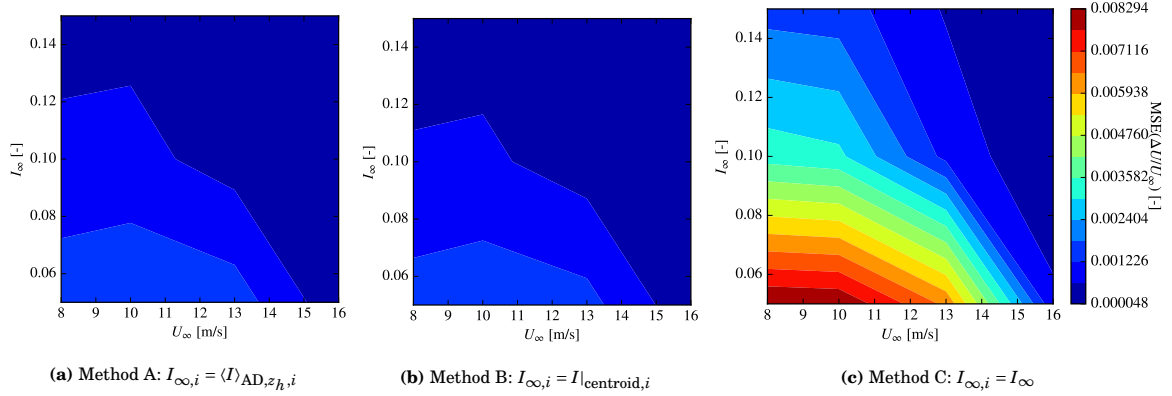 0.14
0.12
0.10
0.08
0.06
I∞ [-]
8 9 10 11 12 13 14 15 16
U∞ [m/s]
(a) Method A: I∞,i = ⟨I⟩AD,zh,i
0.14
0.12
0.10
0.08
0.06
I∞ [-]
8 9 10 11 12 13 14 15 16
U∞ [m/s]
(b) Method B: I∞,i = I|centroid,i
0.14
0.12
0.10
0.08
0.06
I∞ [-]
8 9 10 11 12 13 14 15 16
U∞ [m/s]
(c) Method C: I∞,i = I∞
0.008294
0.007116
0.005938
0.004760
0.003582
0.002404
0.001226
0.000048
MSE(ΔU/U∞) [-]